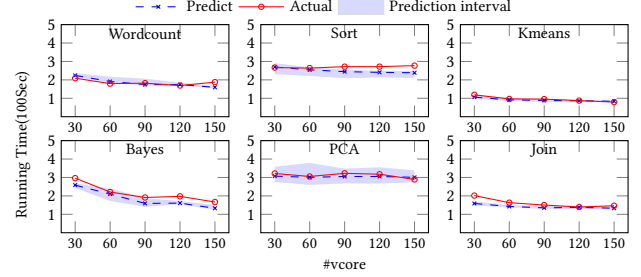 Predict Actual Prediction interval
Wordcount Sort Kmeans
5 5 5
4 4 4
3 3 3
2 2 2
1 1 1
30 60 90 120 150 30 60 90 120 150 30 60 90 120 150
Running Time(100Sec)
Bayes PCA Join
5 5 5
4 4 4
3 3 3
2 2 2
1 1 1
30 60 90 120 150 30 60 90 120 150 30 60 90 120 150
#vcore